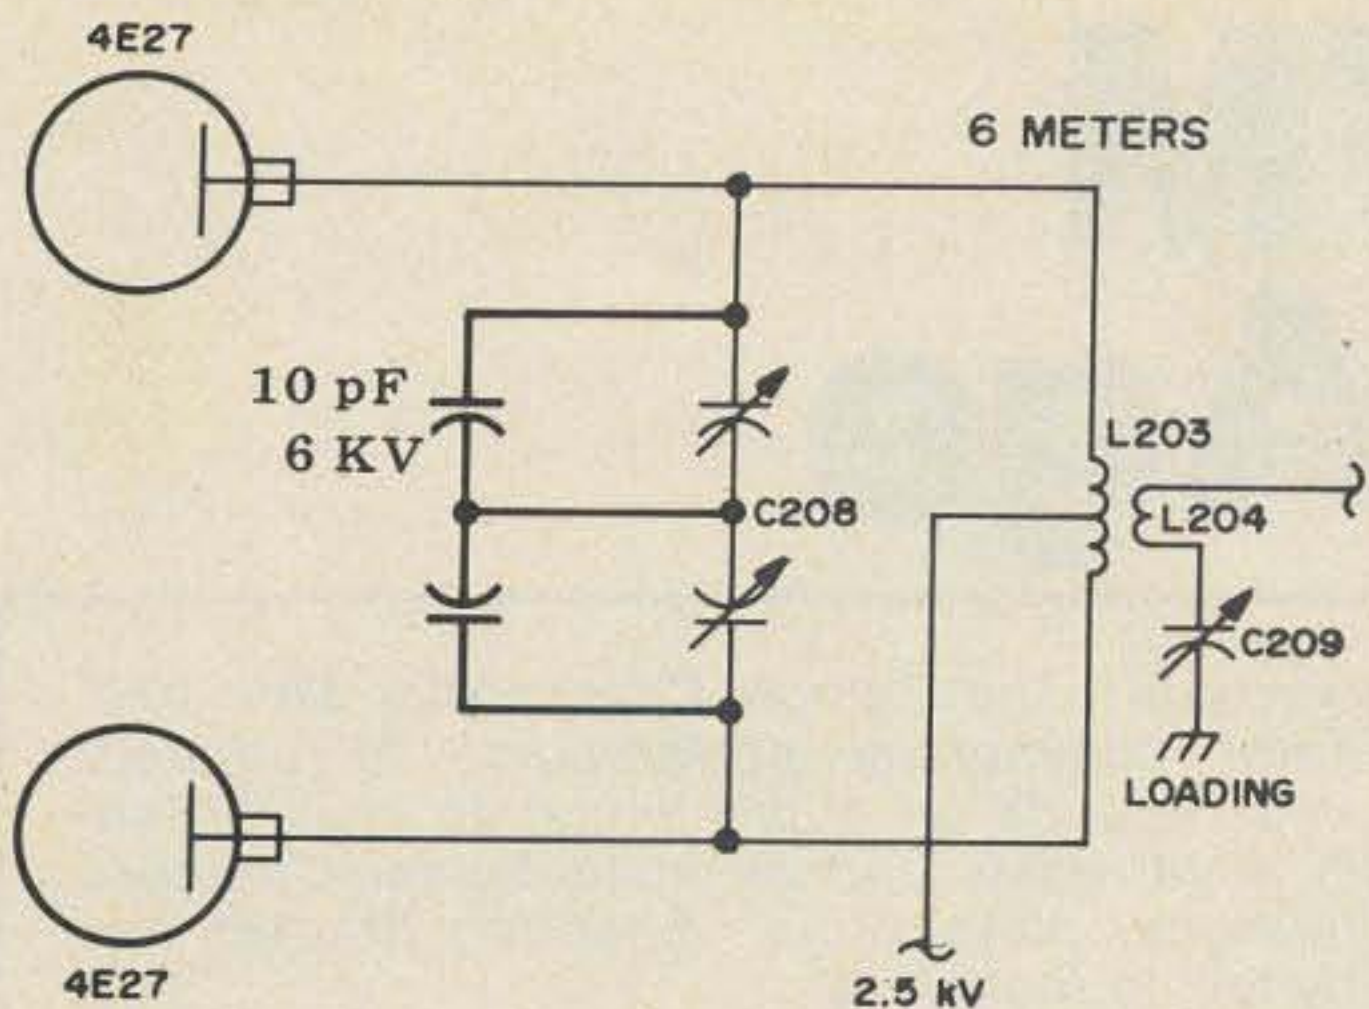 4E27
6 METERS
10 pF
6 KV
L203
C208
L204
C209
LOADING
4E27
2.5 kV